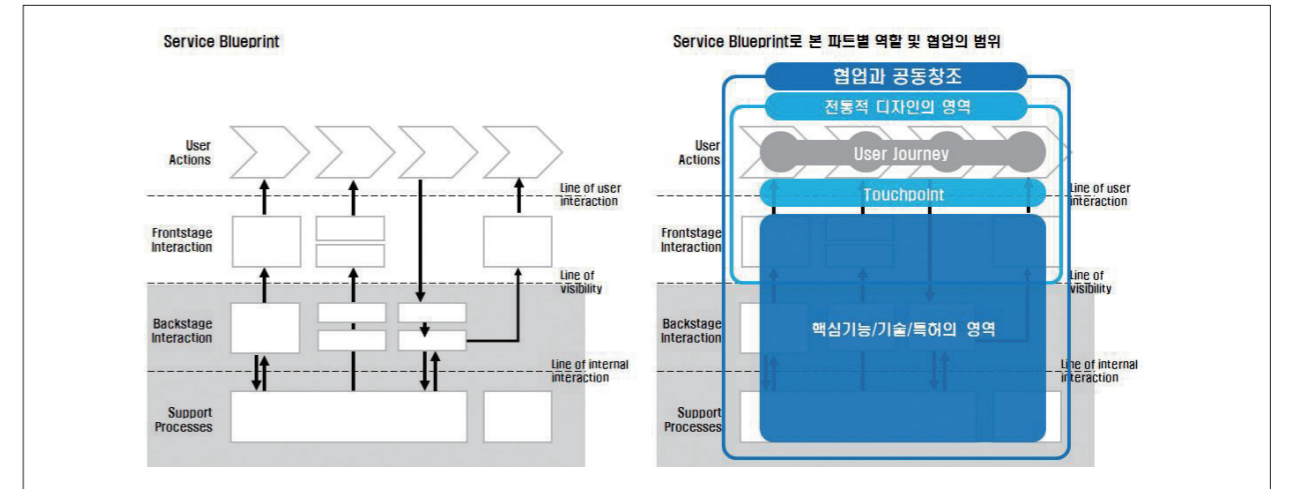 Service Blueprint
User
Actions
Line of user
interaction
Frontstage
Interaction
Line of
visibility
Backstage
Interaction
Line of internal
interaction
Support
Processes
Service Blueprint로 본 파트별 역할 및 협업의 범위
협업과 공동창조
전통적 디자인의 영역
User
Actions
User Journey
Touchpoint
Line of user
interaction
Frontstage
Interaction
Line of
visibility
Backstage
Interaction
핵심기능/기술/특허의 영역
Line of internal
interaction
Support
Processes